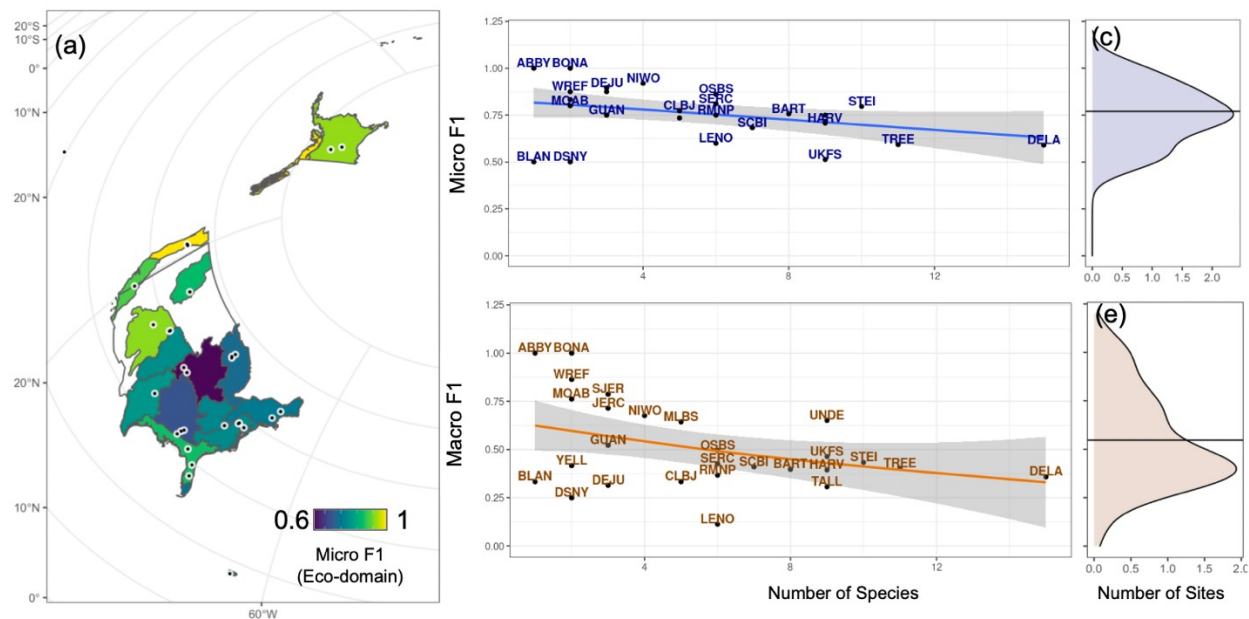 (a)
20°S
10°S
0°
10°N
20°N
20°N
10°N
0°
60°W
0.6 1
Micro F1
(Eco-domain)
Micro F1
1.25
1.00
0.75
0.50
0.25
0.00
ABBY BONA
WREF DEJU NIWO
MOAB
GUAN
CLBJ
OSBS
SERC
RMNP
SCBI
BART
STEI
HARV
LENO
TREE
DELA
BLAN DSNY
UKFS
4 8 12
(c)
0.0 0.5 1.0 1.5 2.0
Macro F1
1.25
1.00
0.75
0.50
0.25
0.00
ABBY BONA
WREF
MOAB SJER
JERC
NIWO MLBS
UNDE
GUAN
OSBS
UKFS
YELL
SERC SCBI BART HARV STEI TREE
BLAN
DEJU
CLBJ
RMNP
TALL
DELA
DSNY
LENO
4 8 12
Number of Species
(e)
0.0 0.5 1.0 1.5 2.0
Number of Sites